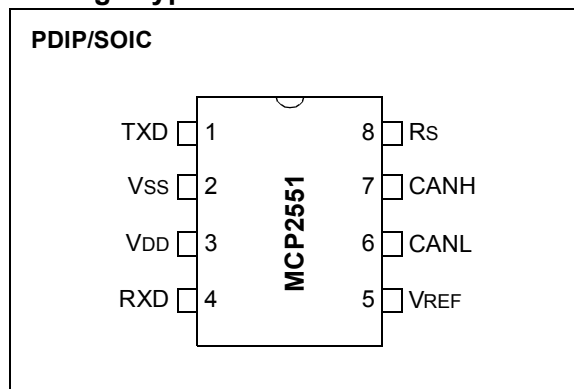 PDIP/SOIC
TXD 1 8 RS
VSS 2 7 CANH
VDD 3 6 CANL
RXD 4 5 VREF
MCP2551